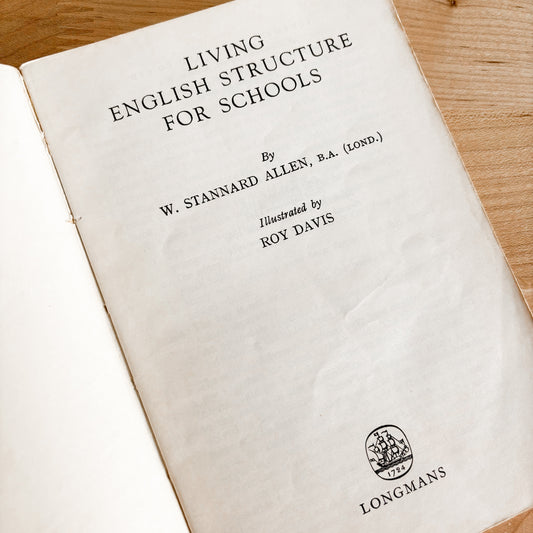 LIVING
ENGLISH STRUCTURE
FOR SCHOOLS
By
W. STANNARD ALLEN, B.A. (LOND.)
Illustrated by
ROY DAVIS
1724
LONGMANS